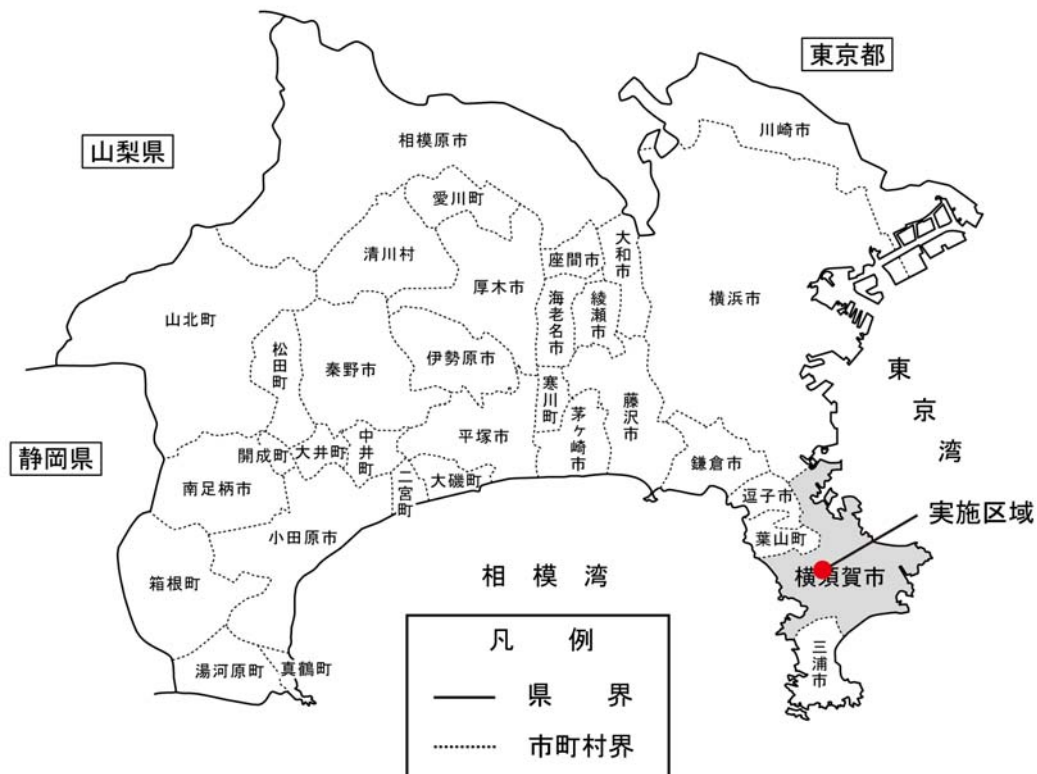 東京都
川崎市
山梨県
相模原市
愛川町
清川村
座間市
大和市
厚木市
海老名市
綾瀬市
横浜市
山北町
松田町
秦野市
伊勢原市
寒川町
茅ヶ崎市
藤沢市
東京湾
静岡県
開成町
大井町
中井町
平塚市
鎌倉市
南足柄市
二宮町
大磯町
逗子市
実施区域
小田原市
葉山町
箱根町
相模湾
横須賀市
凡例
三浦市
湯河原町
真鶴町
県界
市町村界